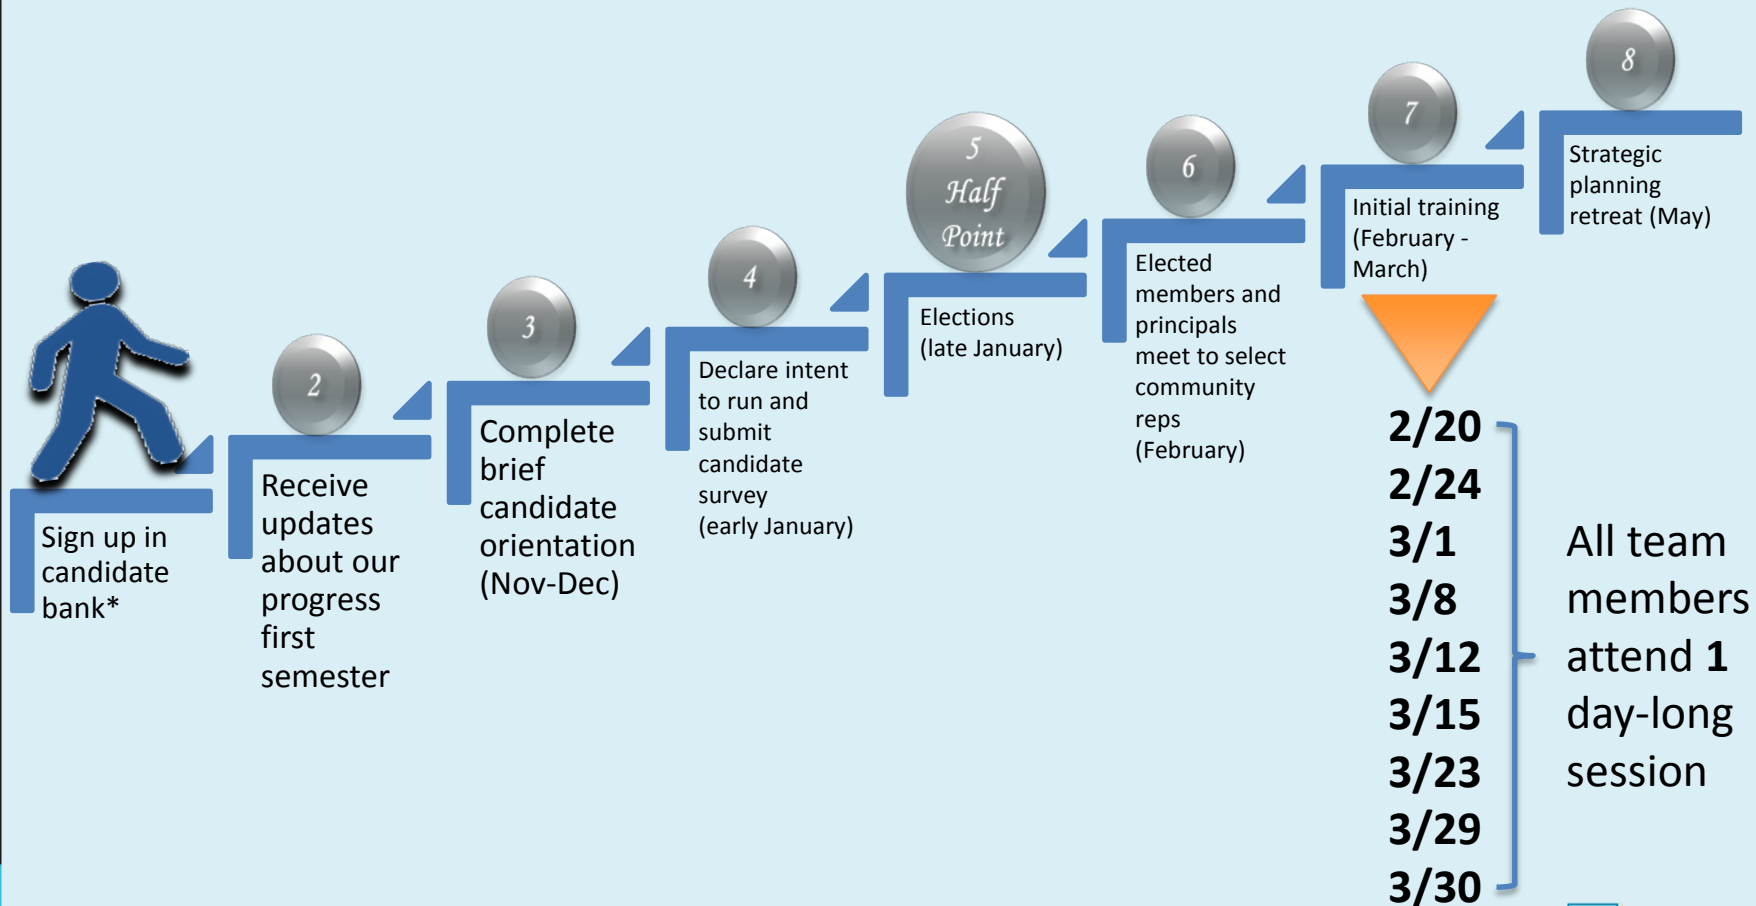 Sign up in
candidate
bank*
2
Receive
updates
about our
progress
first
semester
3
Complete
brief
candidate
orientation
(Nov-Dec)
4
Declare intent
to run and
submit
candidate
survey
(early January)
5
Half
Point
Elections
(late January)
6
Elected
members and
principals
meet to select
community
reps
(February)
7
Initial training
(February -
March)
2/20
2/24
3/1
3/8
3/12
3/15
3/23
3/29
3/30
All team
members
attend 1
day-long
session
8
Strategic
planning
retreat (May)